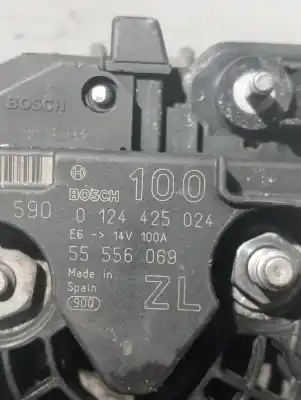 BOSCH
BOSCH 100
590 0 124 425 024
E6 -> 14V 100A
55 556 069
Made in
Spain ZL
900